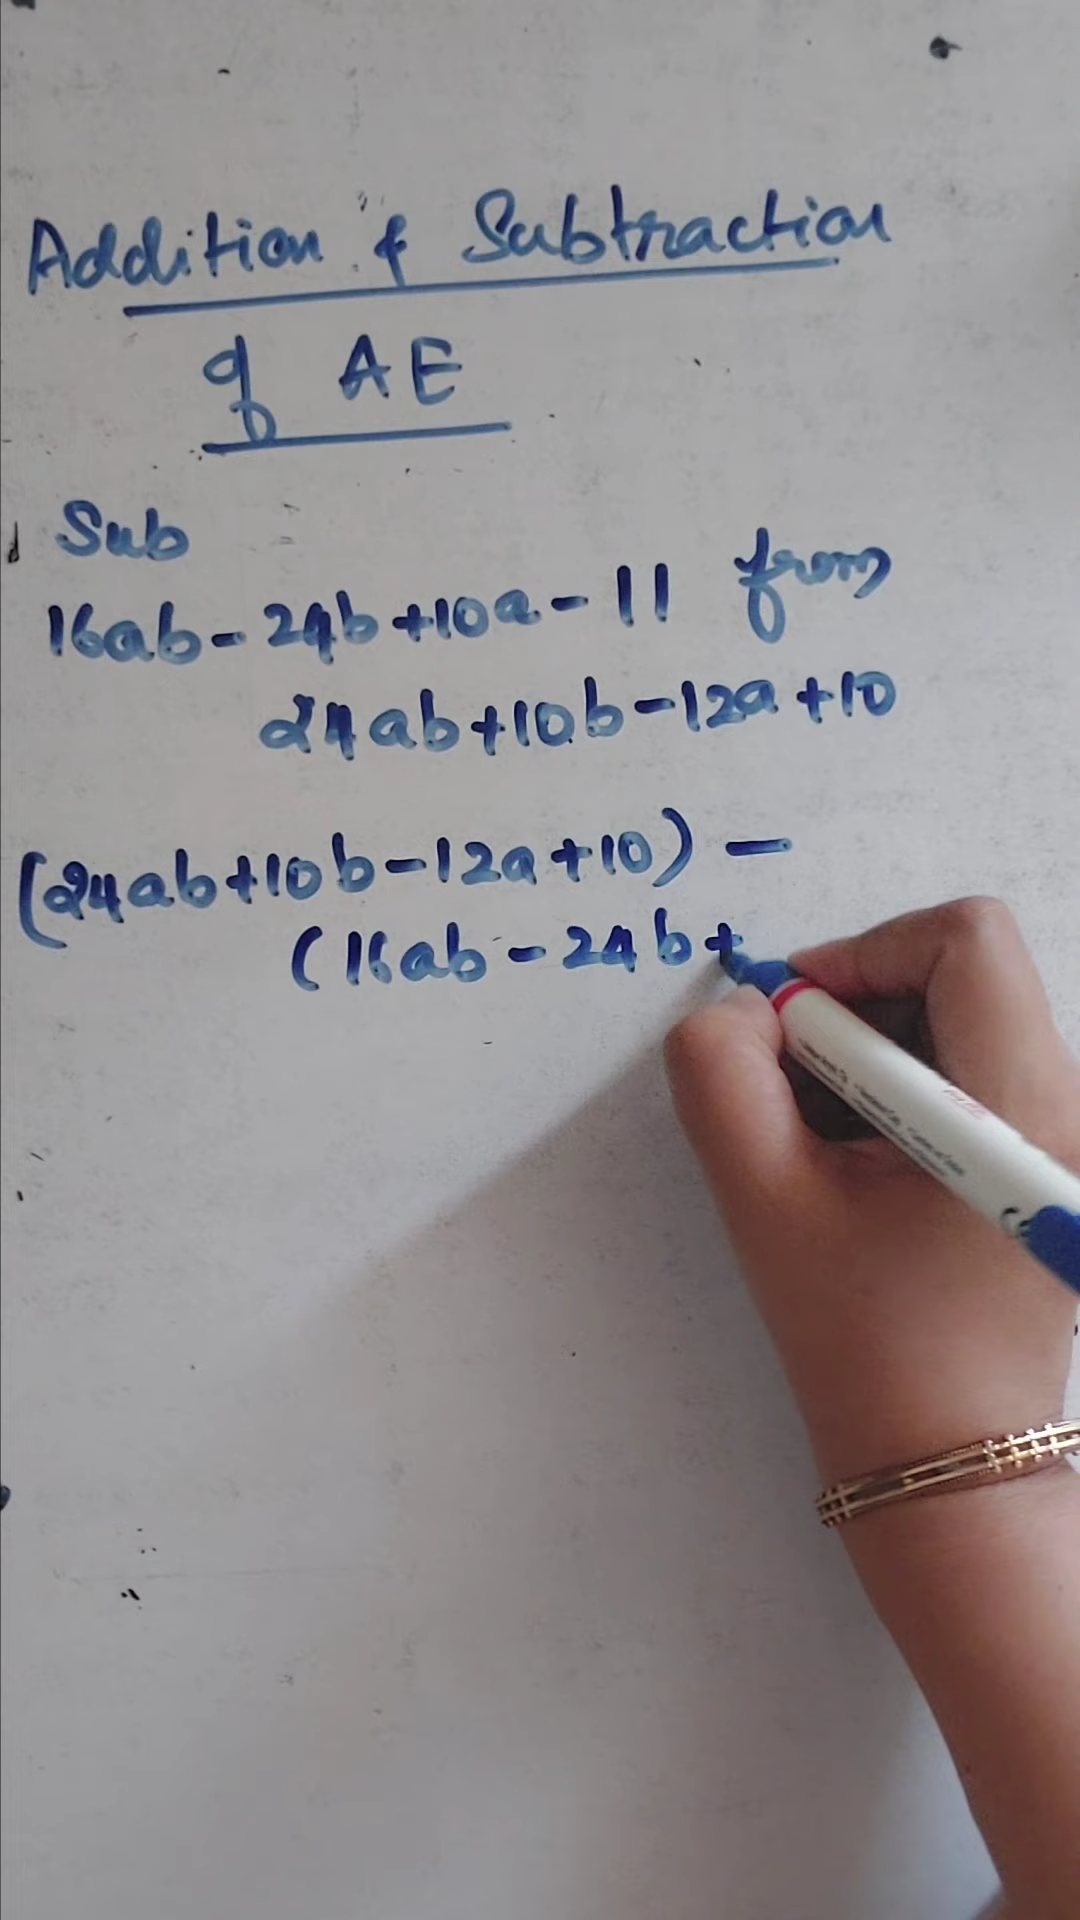 Addition & Subtraction
of AE
Sub
16ab - 24b + 10a - 11 from
24ab + 10b - 12a + 10
(24ab + 10b - 12a + 10) -
(16ab - 24b +